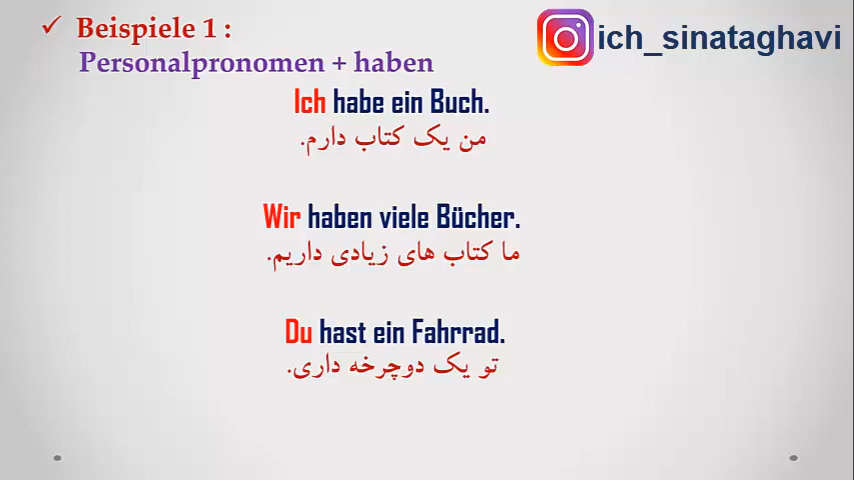 ✓ Beispiele 1 :
ich_sinataghavi
Personalpronomen + haben
Ich habe ein Buch.
من یک کتاب دارم.
Wir haben viele Bücher.
ما کتاب های زیادی داریم.
Du hast ein Fahrrad.
تو یک دوچرخه داری.